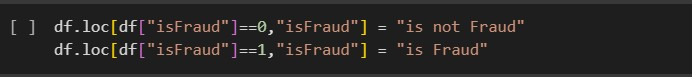 [ ] df.loc[df["isFraud"]==0,"isFraud"] = "is not Fraud"
df.loc[df["isFraud"]==1,"isFraud"] = "is Fraud"